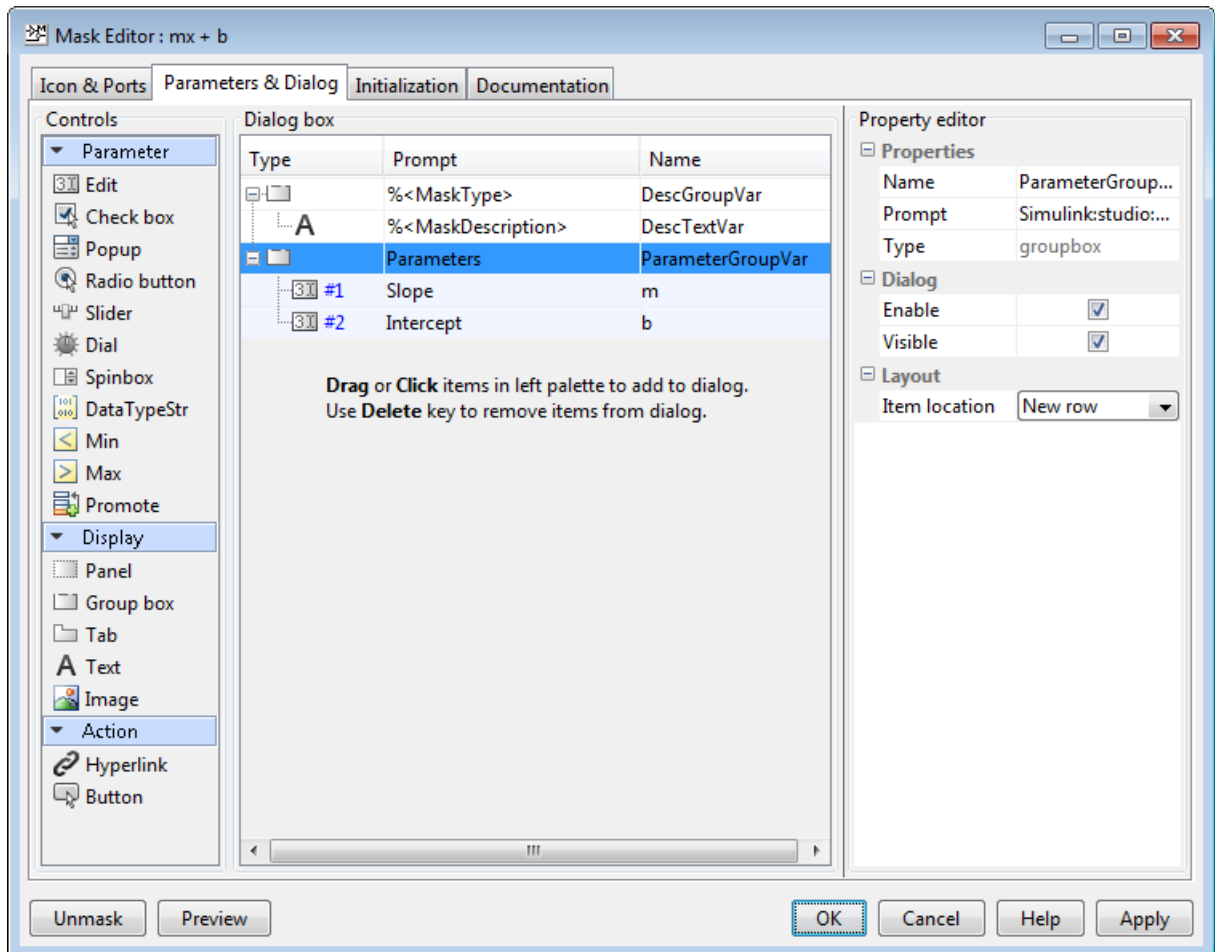 Mask Editor : mx + b
Icon & Ports Parameters & Dialog Initialization Documentation
Controls
Parameter
Edit
Check box
Popup
Radio button
Slider
Dial
Spinbox
DataTypeStr
Min
Max
Promote
Display
Panel
Group box
Tab
Text
Image
Action
Hyperlink
Button
Dialog box
Type Prompt Name
%<MaskType> DescGroupVar
A %<MaskDescription> DescTextVar
Parameters ParameterGroupVar
#1 Slope m
#2 Intercept b
Drag or Click items in left palette to add to dialog.
Use Delete key to remove items from dialog.
Property editor
Properties
Name ParameterGroup...
Prompt Simulink:studio:...
Type groupbox
Dialog
Enable
Visible
Layout
Item location New row
Unmask Preview OK Cancel Help Apply